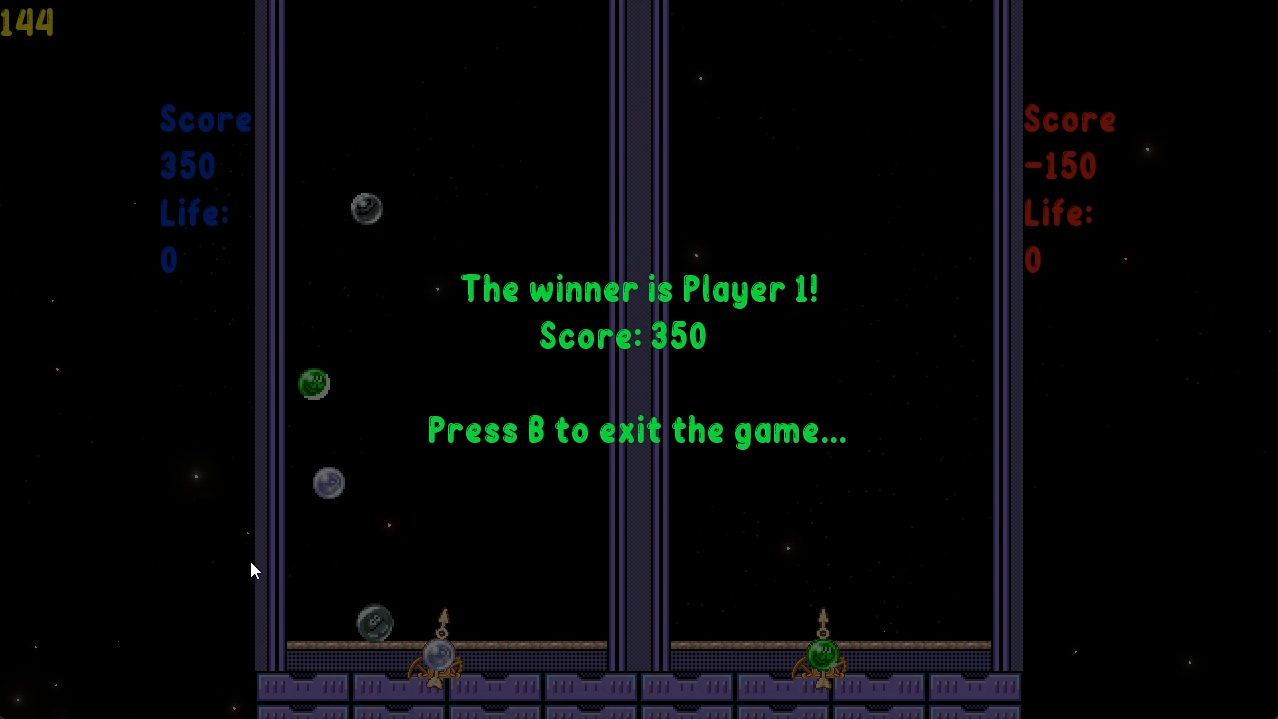 144
Score
350
Life:
0
Score
-150
Life:
0
The winner is Player 1!
Score: 350
Press B to exit the game...